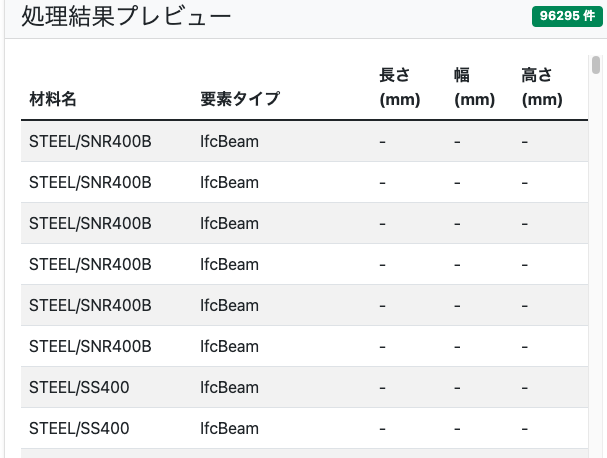 処理結果プレビュー 96295 件
材料名 要素タイプ 長さ (mm) 幅 (mm) 高さ (mm)
STEEL/SNR400B IfcBeam - - -
STEEL/SNR400B IfcBeam - - -
STEEL/SNR400B IfcBeam - - -
STEEL/SNR400B IfcBeam - - -
STEEL/SNR400B IfcBeam - - -
STEEL/SNR400B IfcBeam - - -
STEEL/SS400 IfcBeam - - -
STEEL/SS400 IfcBeam - - -